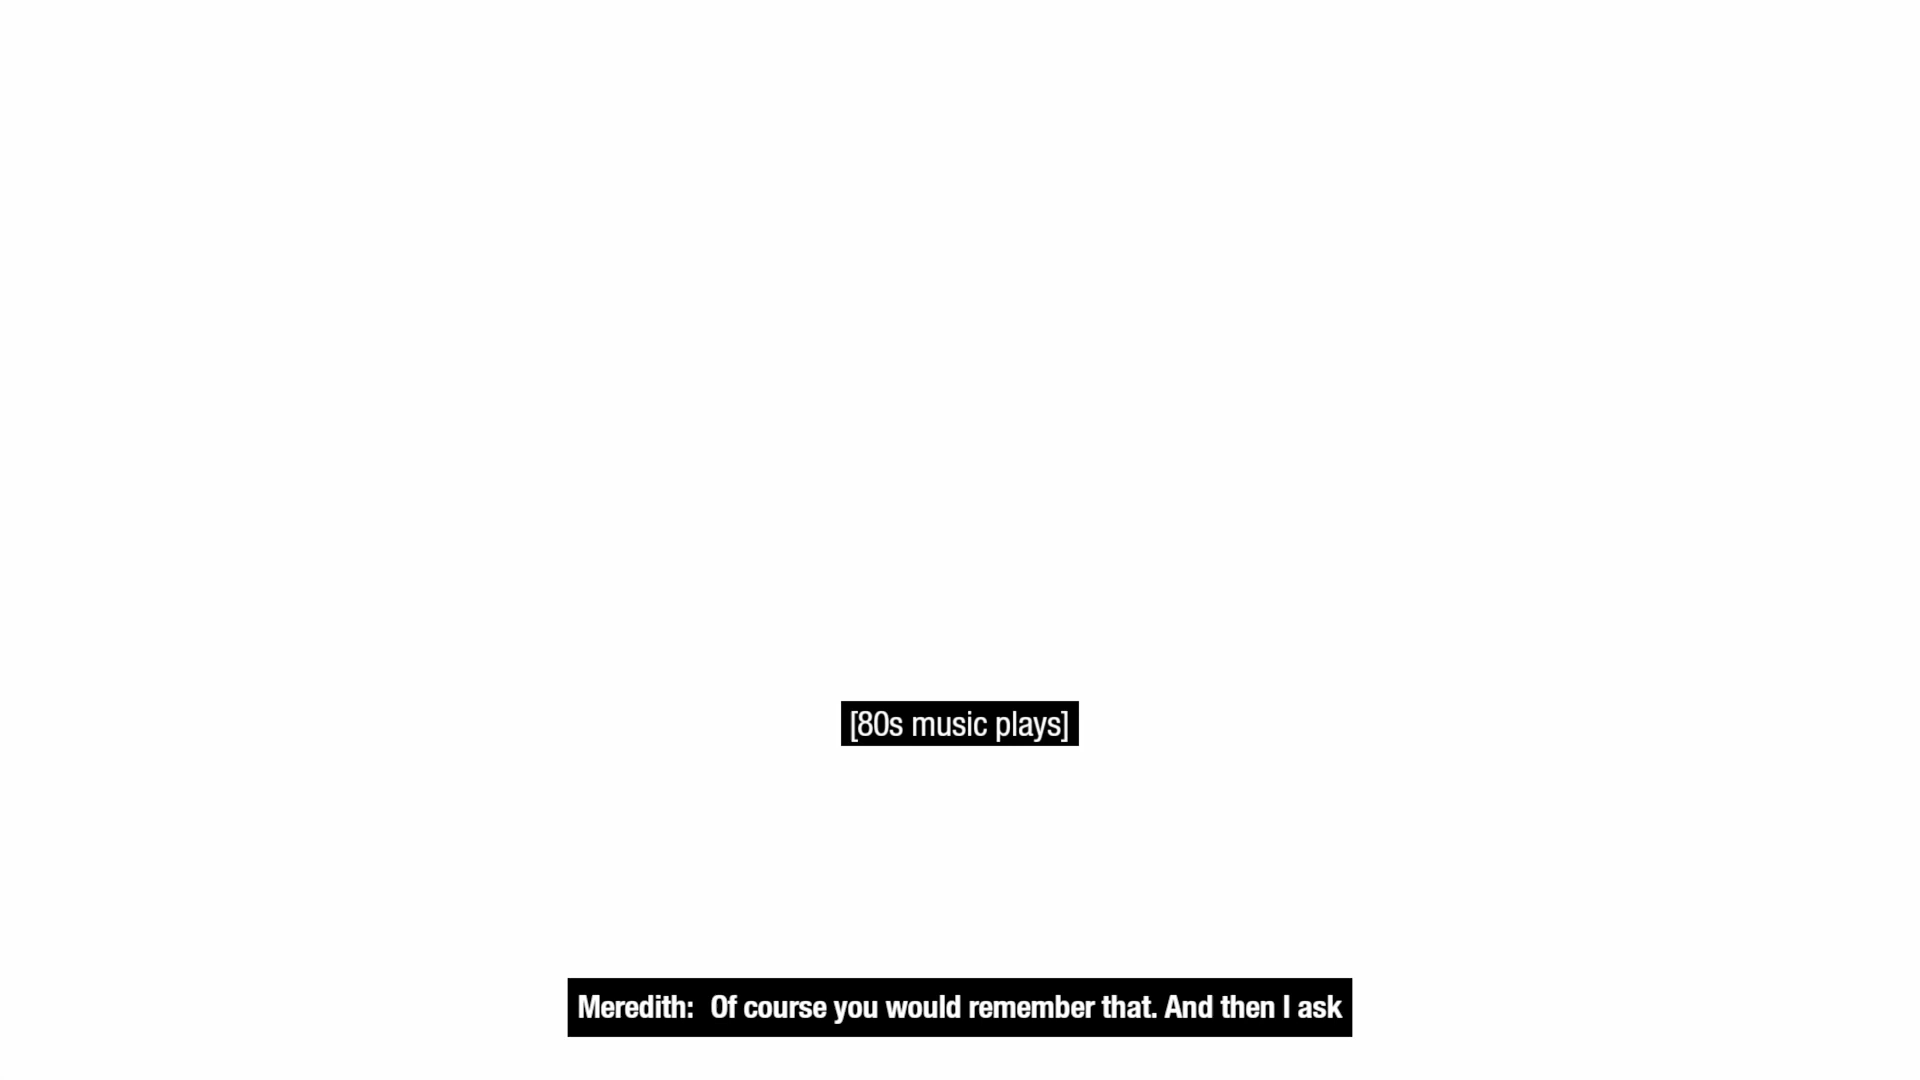 [80s music plays]
Meredith: Of course you would remember that. And then I ask